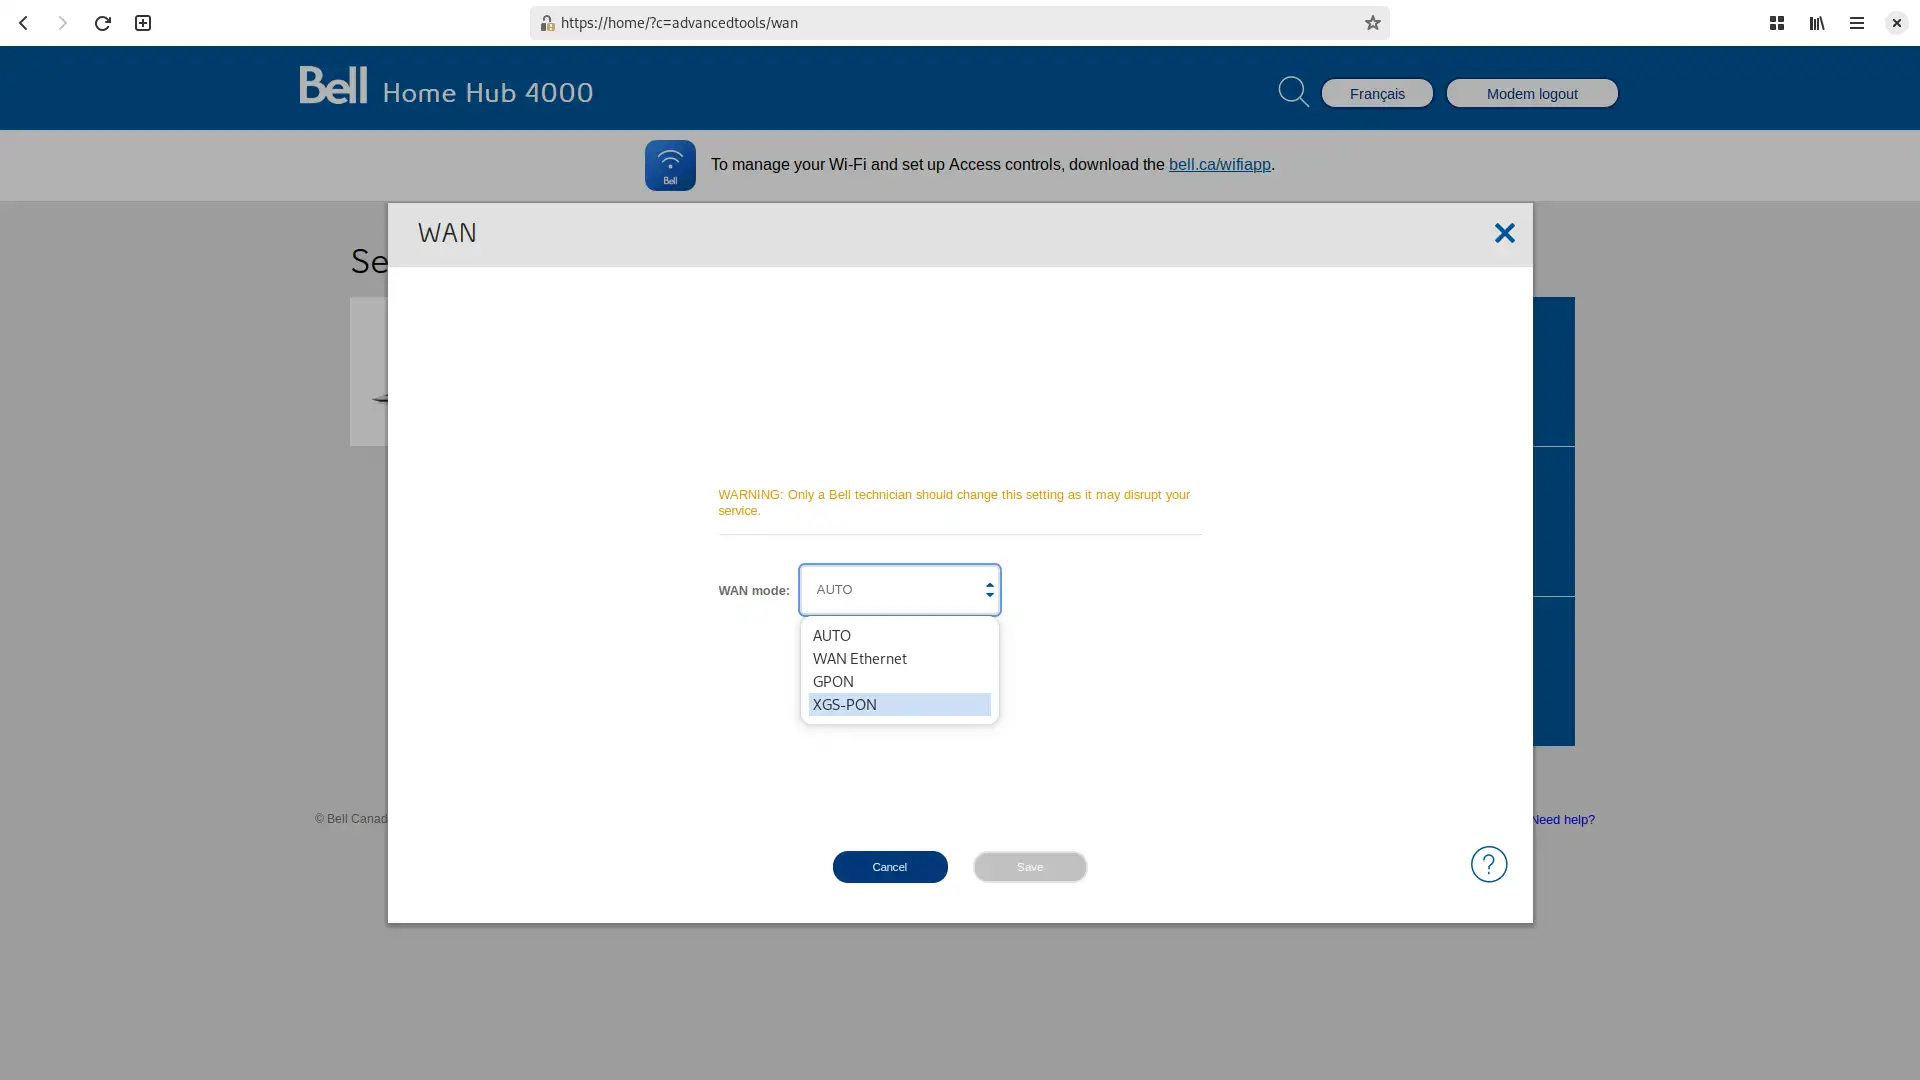 https://home/?c=advancedtools/wan
Bell Home Hub 4000
Français
Modem logout
Bell
To manage your Wi-Fi and set up Access controls, download the bell.ca/wifiapp.
WAN
Se
WARNING: Only a Bell technician should change this setting as it may disrupt your
service.
WAN mode: AUTO
AUTO
WAN Ethernet
GPON
XGS-PON
© Bell Canad
Need help?
Cancel
Save
?